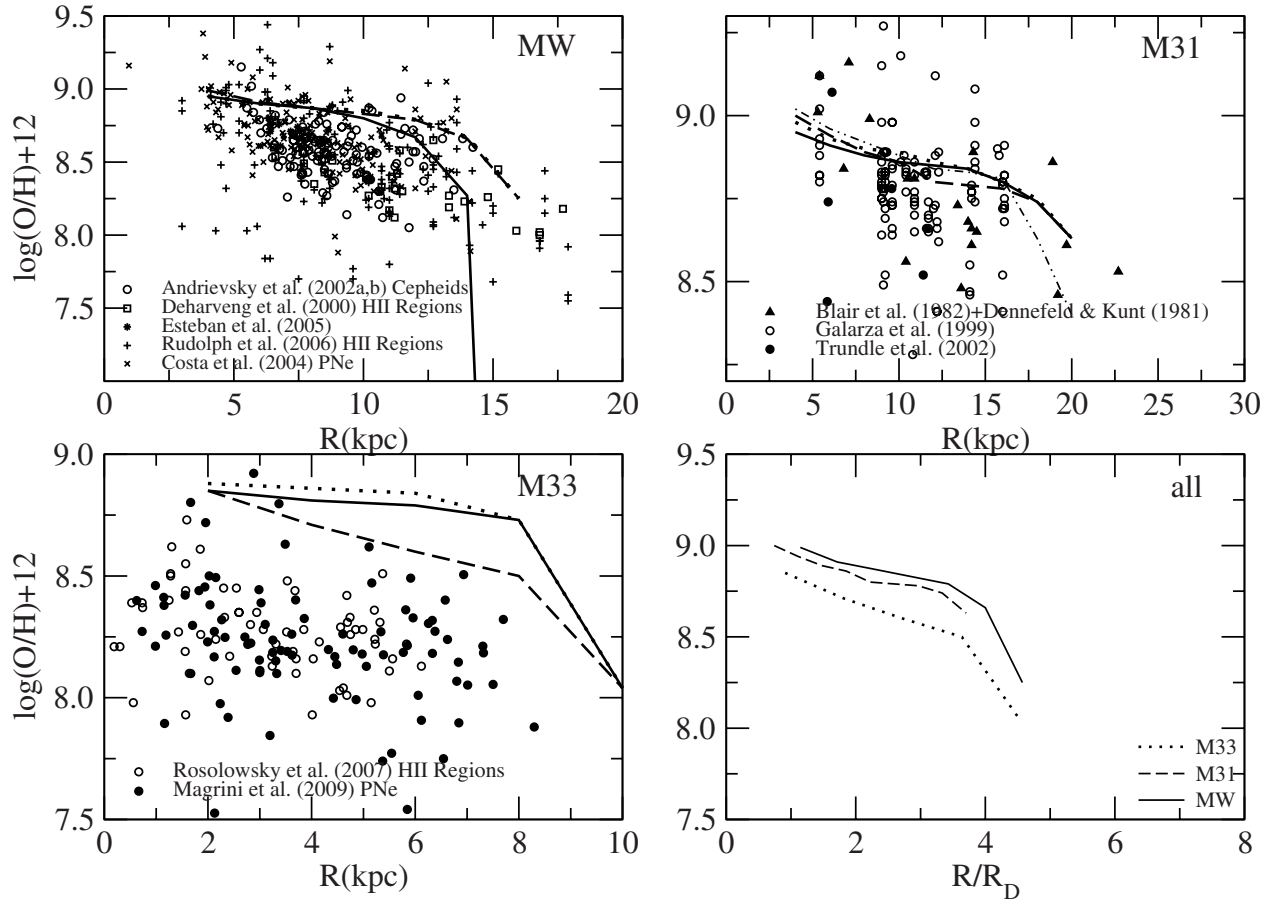 9.5
9.0
8.5
8.0
7.5
log(O/H)+12
MW
Andrievsky et al. (2002a,b) Cepheids
Deharveng et al. (2000) HII Regions
Esteban et al. (2005)
Rudolph et al. (2006) HII Regions
Costa et al. (2004) PNe
0 5 10 15 20
R(kpc)
9.0
8.5
M31
Blair et al. (1982)+Dennefeld & Kunt (1981)
Galarza et al. (1999)
Trundle et al. (2002)
0 5 10 15 20 25 30
R(kpc)
9.0
8.5
8.0
7.5
log(O/H)+12
M33
Rosolowsky et al. (2007) HII Regions
Magrini et al. (2009) PNe
0 2 4 6 8 10
R(kpc)
9.5
9.0
8.5
8.0
7.5
all
M33
M31
MW
0 2 4 6 8
R/R_D